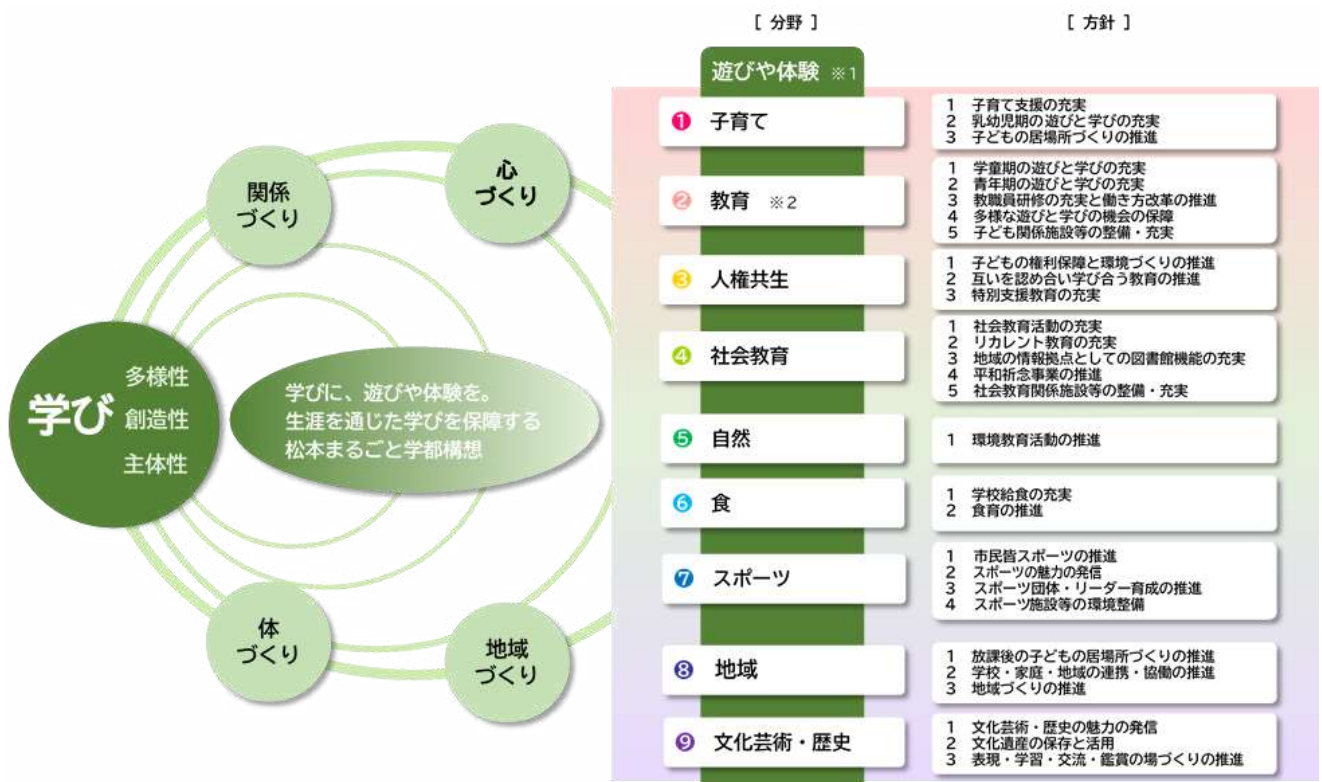 [ 分野 ]
[ 方針 ]
遊びや体験 ※1
❶ 子育て
1 子育て支援の充実
2 乳幼児期の遊びと学びの充実
3 子どもの居場所づくりの推進
❷ 教育 ※2
1 学童期の遊びと学びの充実
2 青年期の遊びと学びの充実
3 教職員研修の充実と働き方改革の推進
4 多様な遊びと学びの機会の保障
5 子ども関係施設等の整備・充実
❸ 人権共生
1 子どもの権利保障と環境づくりの推進
2 互いを認め合い学び合う教育の推進
3 特別支援教育の充実
❹ 社会教育
1 社会教育活動の充実
2 リカレント教育の充実
3 地域の情報拠点としての図書館機能の充実
4 平和祈念事業の推進
5 社会教育関係施設等の整備・充実
❺ 自然
1 環境教育活動の推進
❻ 食
1 学校給食の充実
2 食育の推進
❼ スポーツ
1 市民皆スポーツの推進
2 スポーツの魅力の発信
3 スポーツ団体・リーダー育成の推進
4 スポーツ施設等の環境整備
❽ 地域
1 放課後の子どもの居場所づくりの推進
2 学校・家庭・地域の連携・協働の推進
3 地域づくりの推進
❾ 文化芸術・歴史
1 文化芸術・歴史の魅力の発信
2 文化遺産の保存と活用
3 表現・学習・交流・鑑賞の場づくりの推進
関係
づくり
心
づくり
学び
多様性
創造性
主体性
学びに、遊びや体験を。
生涯を通じた学びを保障する
松本まるごと学都構想
体
づくり
地域
づくり